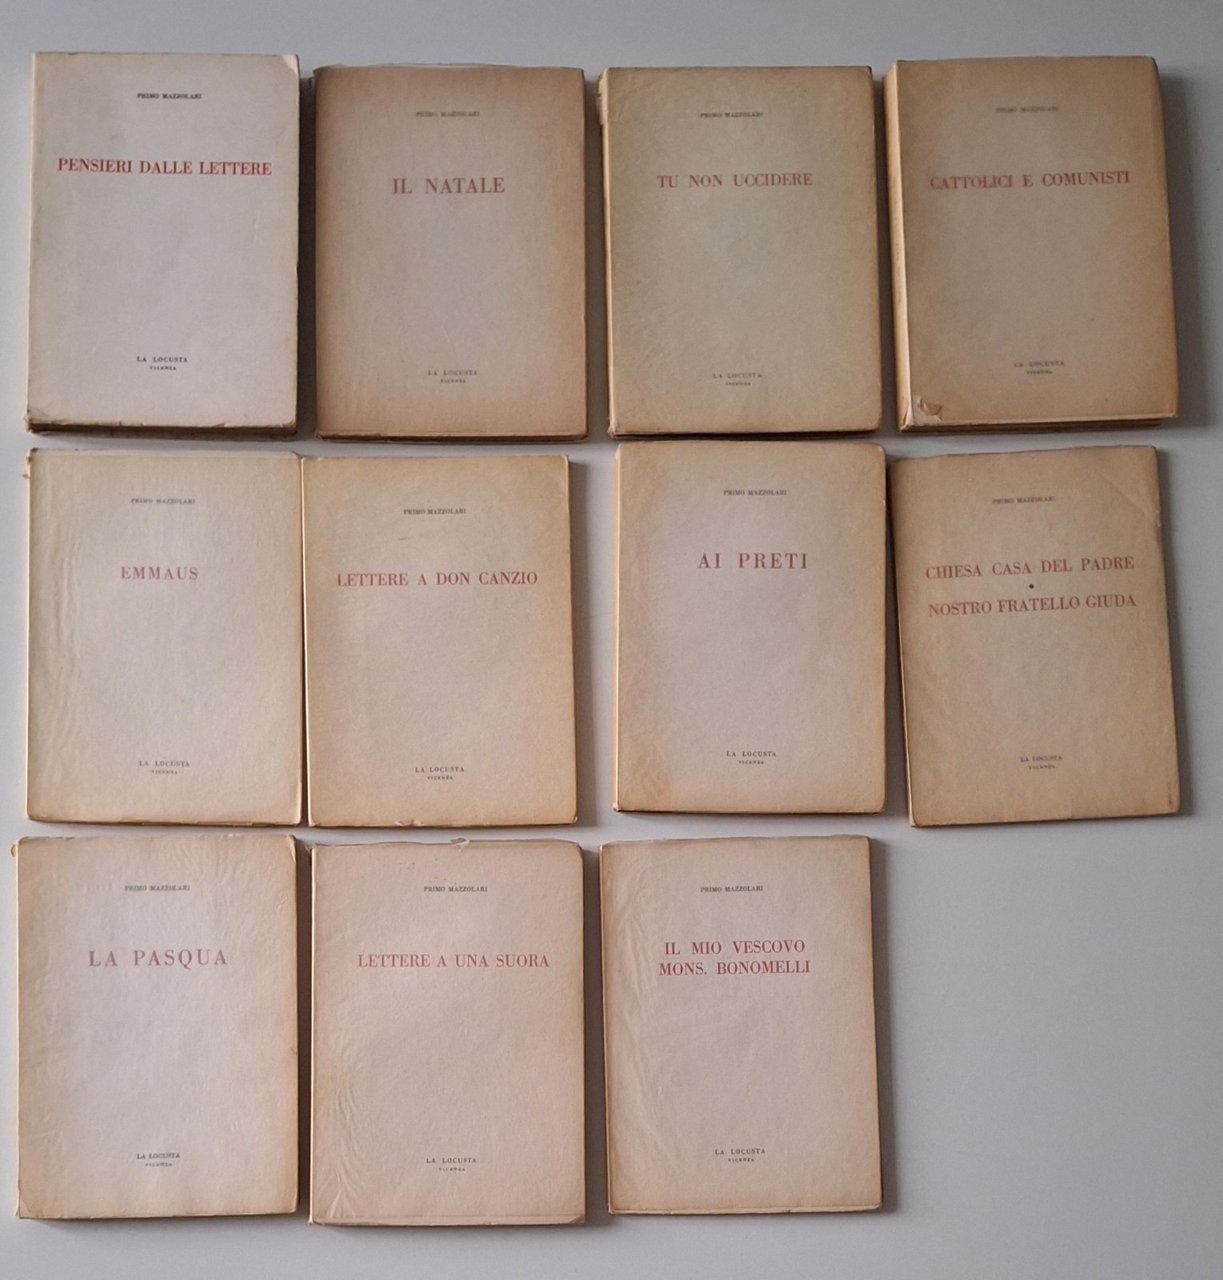 PRIMO MAZZOLARI
PENSIERI DALLE LETTERE
LA LOCUSTA
VICENZA
PRIMO MAZZOLARI
IL NATALE
LA LOCUSTA
VICENZA
PRIMO MAZZOLARI
TU NON UCCIDERE
LA LOCUSTA
VICENZA
PRIMO MAZZOLARI
CATTOLICI E COMUNISTI
LA LOCUSTA
VICENZA
PRIMO MAZZOLARI
EMMAUS
LA LOCUSTA
VICENZA
PRIMO MAZZOLARI
LETTERE A DON CANZIO
LA LOCUSTA
VICENZA
PRIMO MAZZOLARI
AI PRETI
LA LOCUSTA
VICENZA
PRIMO MAZZOLARI
CHIESA CASA DEL PADRE
•
NOSTRO FRATELLO GIUDA
LA LOCUSTA
VICENZA
PRIMO MAZZOLARI
LA PASQUA
LA LOCUSTA
VICENZA
PRIMO MAZZOLARI
LETTERE A UNA SUORA
LA LOCUSTA
VICENZA
PRIMO MAZZOLARI
IL MIO VESCOVO
MONS. BONOMELLI
LA LOCUSTA
VICENZA